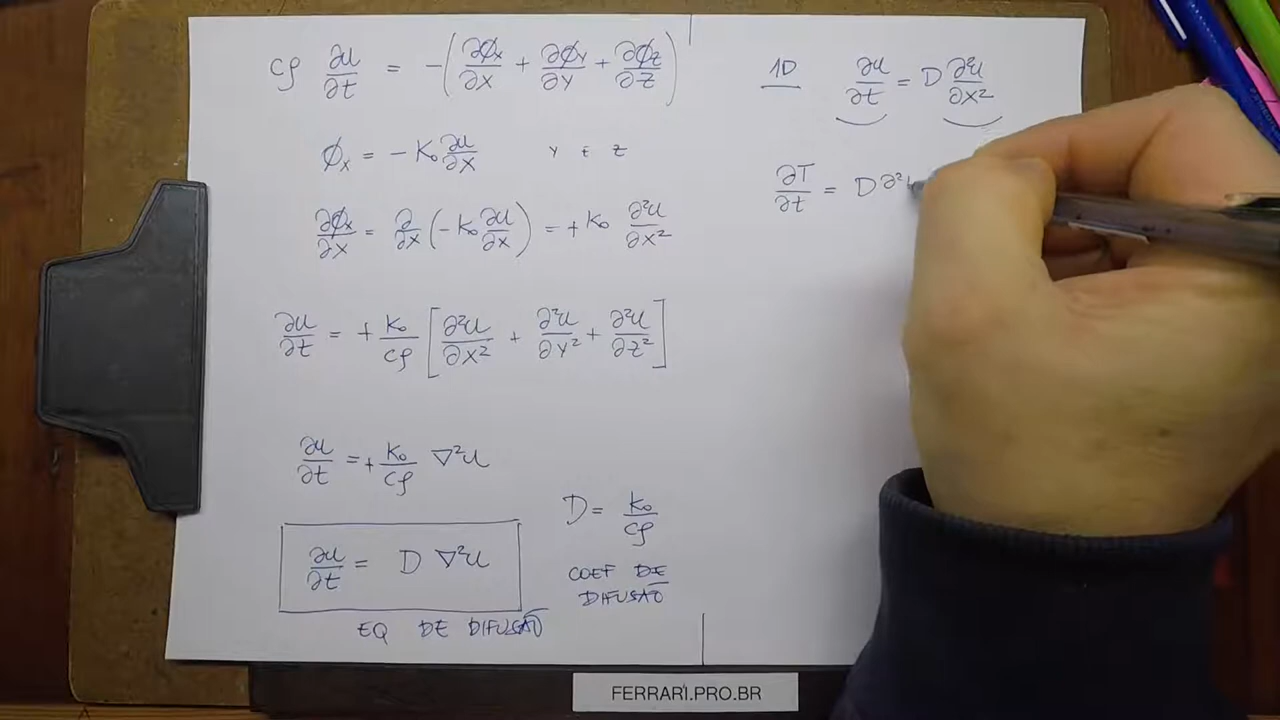 cρ ∂u/∂t = -(∂ϕx/∂x + ∂ϕy/∂y + ∂ϕz/∂z)
ϕx = -K₀ ∂u/∂x Y E Z
∂ϕx/∂x = ∂/∂x (-K₀ ∂u/∂x) = +K₀ ∂²u/∂x²
∂u/∂t = + K₀/cρ [∂²u/∂x² + ∂²u/∂y² + ∂²u/∂z²]
∂u/∂t = + K₀/cρ ∇²u
D = K₀/cρ
COEF DE
DIFUSÃO
∂u/∂t = D ∇²u
EQ DE DIFUSÃO
1D ∂u/∂t = D ∂²u/∂x²
∂T/∂t = D ∂²
FERRARI.PRO.BR